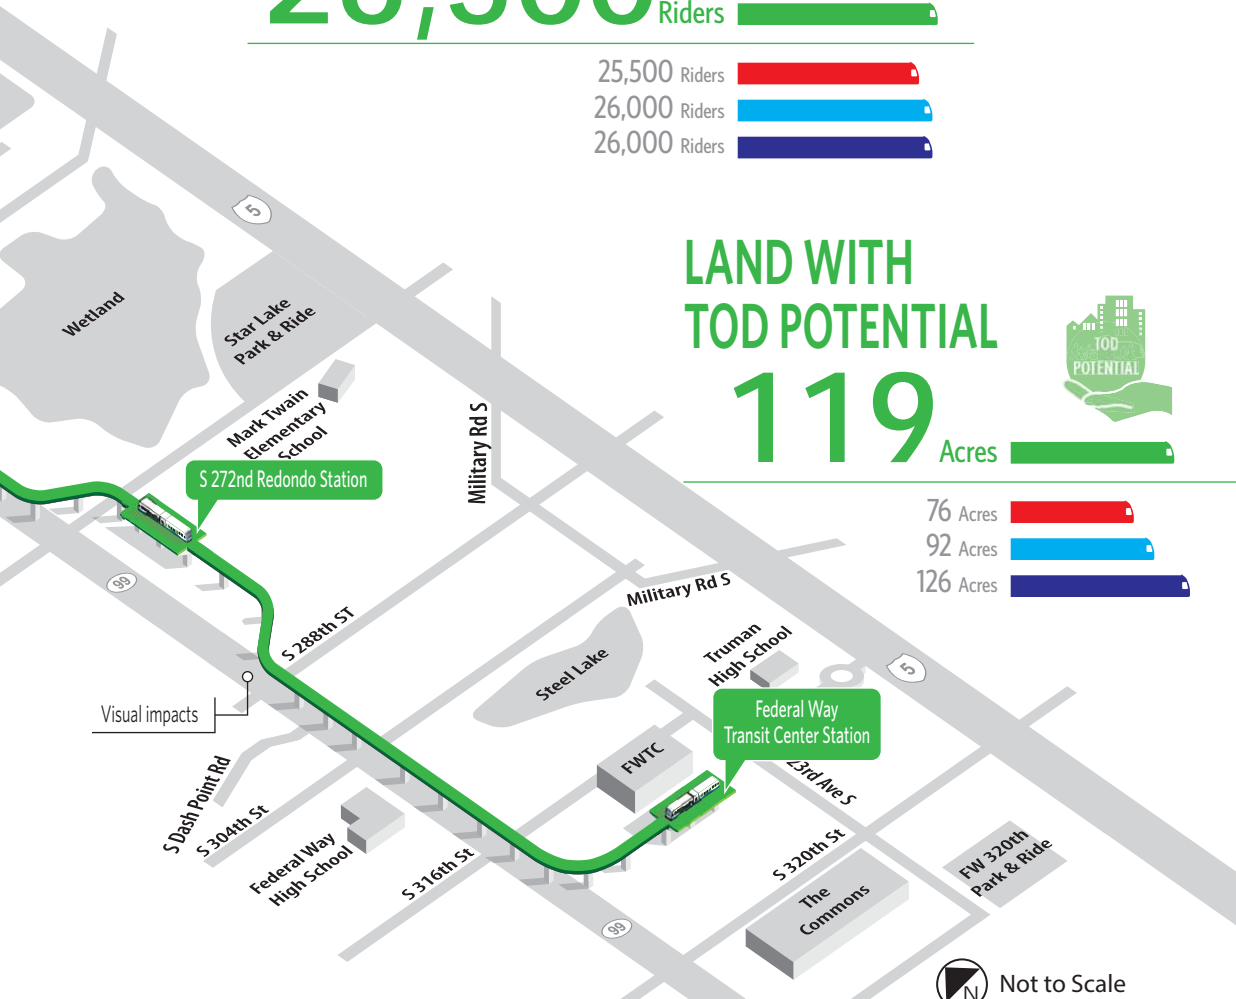 Riders
25,500 Riders
26,000 Riders
26,000 Riders
5
LAND WITH
TOD POTENTIAL
119 Acres
TOD
POTENTIAL
76 Acres
92 Acres
126 Acres
Wetland
Star Lake
Park & Ride
Mark Twain
Elementary
School
Military Rd S
S 272nd Redondo Station
99
S 288th ST
Military Rd S
Truman
High School
5
Steel Lake
Visual impacts
Federal Way
Transit Center Station
FWTC
23rd Ave S
S Dash Point Rd
S 304th St
Federal Way
High School
S 316th St
S 320th St
FW 320th
Park & Ride
The
Commons
99
N
Not to Scale